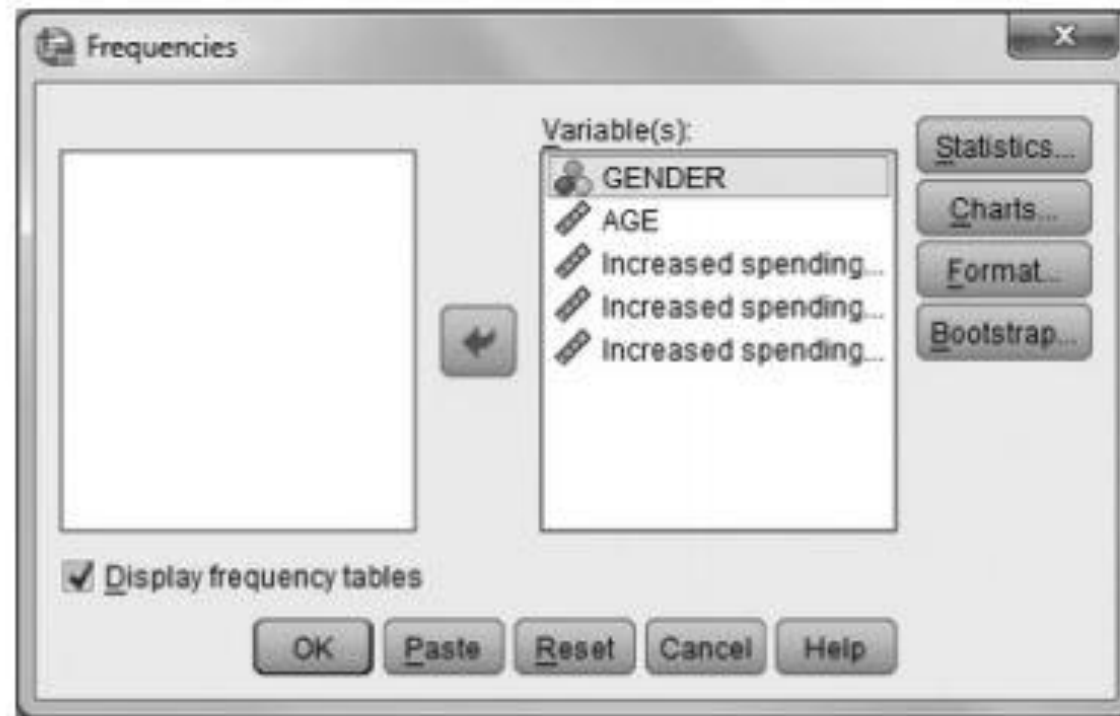 Frequencies
Variable(s):
GENDER
AGE
Increased spending...
Increased spending...
Increased spending...
Statistics...
Charts...
Format...
Bootstrap...
Display frequency tables
OK Paste Reset Cancel Help